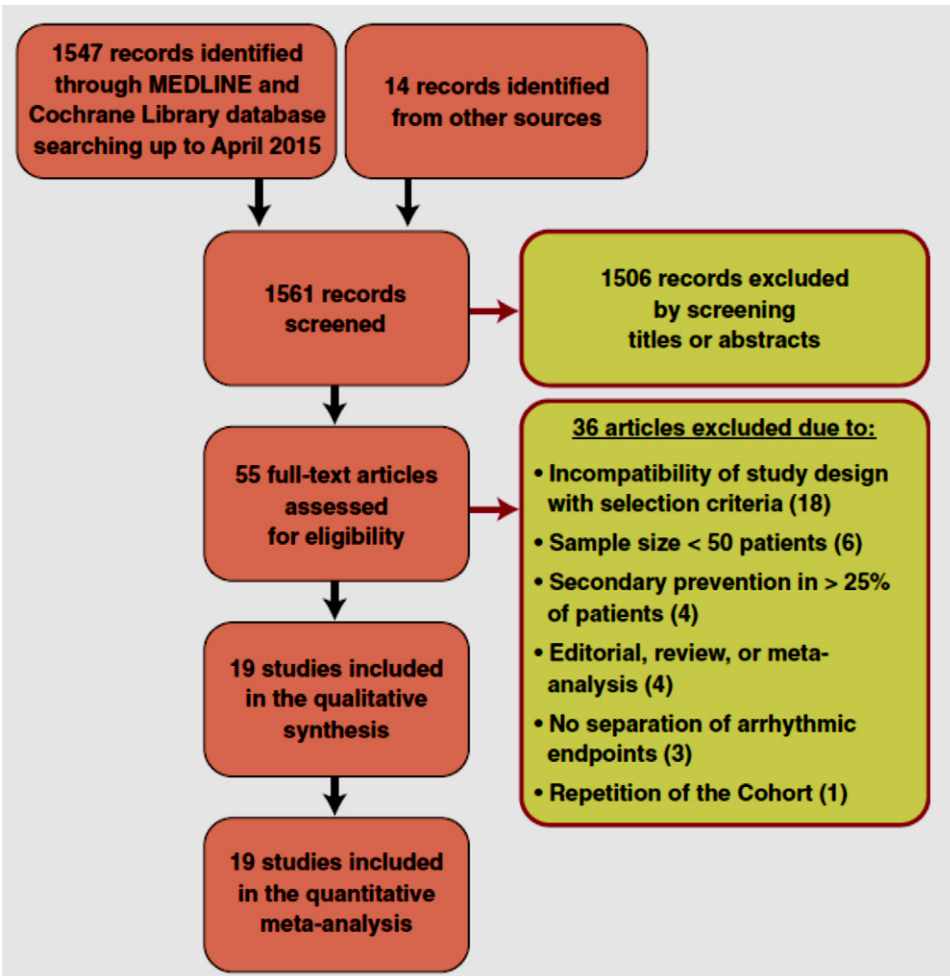 1547 records identified
through MEDLINE and
Cochrane Library database
searching up to April 2015
14 records identified
from other sources
1561 records
screened
1506 records excluded
by screening
titles or abstracts
55 full-text articles
assessed
for eligibility
36 articles excluded due to:
• Incompatibility of study design
with selection criteria (18)
• Sample size < 50 patients (6)
• Secondary prevention in > 25%
of patients (4)
• Editorial, review, or meta-
analysis (4)
• No separation of arrhythmic
endpoints (3)
• Repetition of the Cohort (1)
19 studies included
in the qualitative
synthesis
19 studies included
in the quantitative
meta-analysis